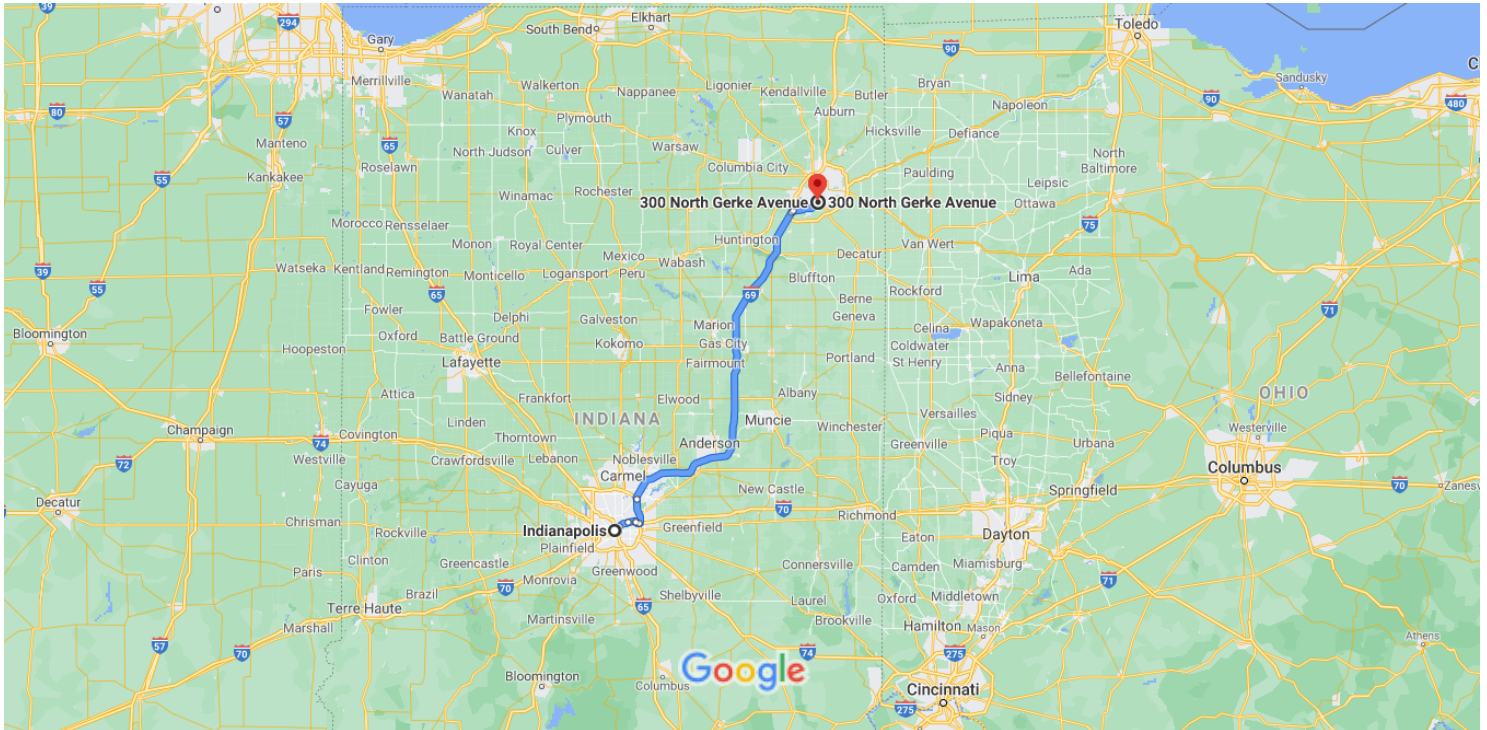 39
294
Gary
Merrillville
South Bend
Elkhart
Toledo
90
Sandusky
C
90
480
80
57
Manteno
65
Wanatah
Walkerton
Nappanee
Ligonier
Kendallville
Butler
Bryan
Napoleon
Auburn
Plymouth
Knox
Hicksville
Defiance
North Judson
Culver
Warsaw
Columbia City
Roselawn
55
Kankakee
Paulding
Leipsic
North
Baltimore
Winamac
Rochester
300 North Gerke Avenue
300 North Gerke Avenue
Ottawa
Morocco
Rensselaer
75
Monon
Royal Center
Huntington
Mexico
Wabash
Decatur
Van Wert
Watseka
Kentland
Remington
Monticello
Logansport
Peru
Bluffton
Lima
Ada
39
55
65
69
Rockford
Berne
Geneva
Fowler
Delphi
Galveston
Marion
71
Bloomington
Oxford
Battle Ground
Kokomo
Gas City
Celina
Wapakoneta
Hoopeston
Lafayette
Fairmount
Portland
Coldwater
St Henry
Anna
Bellefontaine
Attica
Frankfort
Elwood
Albany
Sidney
OHIO
INDIANA
Linden
Muncie
Versailles
Champaign
74
Covington
Thorntown
Anderson
Winchester
Piqua
Urbana
Greenville
Westerville
72
Westville
Crawfordsville
Lebanon
Noblesville
Troy
Columbus
Carmel
Cayuga
New Castle
Springfield
70
Zanesv
Decatur
70
Chrisman
Rockville
Indianapolis
Greenfield
Richmond
Plainfield
Eaton
Dayton
Paris
Clinton
Greencastle
Greenwood
Connersville
Camden
Miamisburg
71
Monrovia
Brazil
70
Shelbyville
Laurel
Oxford
Middletown
Terre Haute
65
Martinsville
Brookville
Hamilton
Mason
Marshall
Athens
57
70
74
275
Google
Bloomington
Columbus
Cincinnati
275